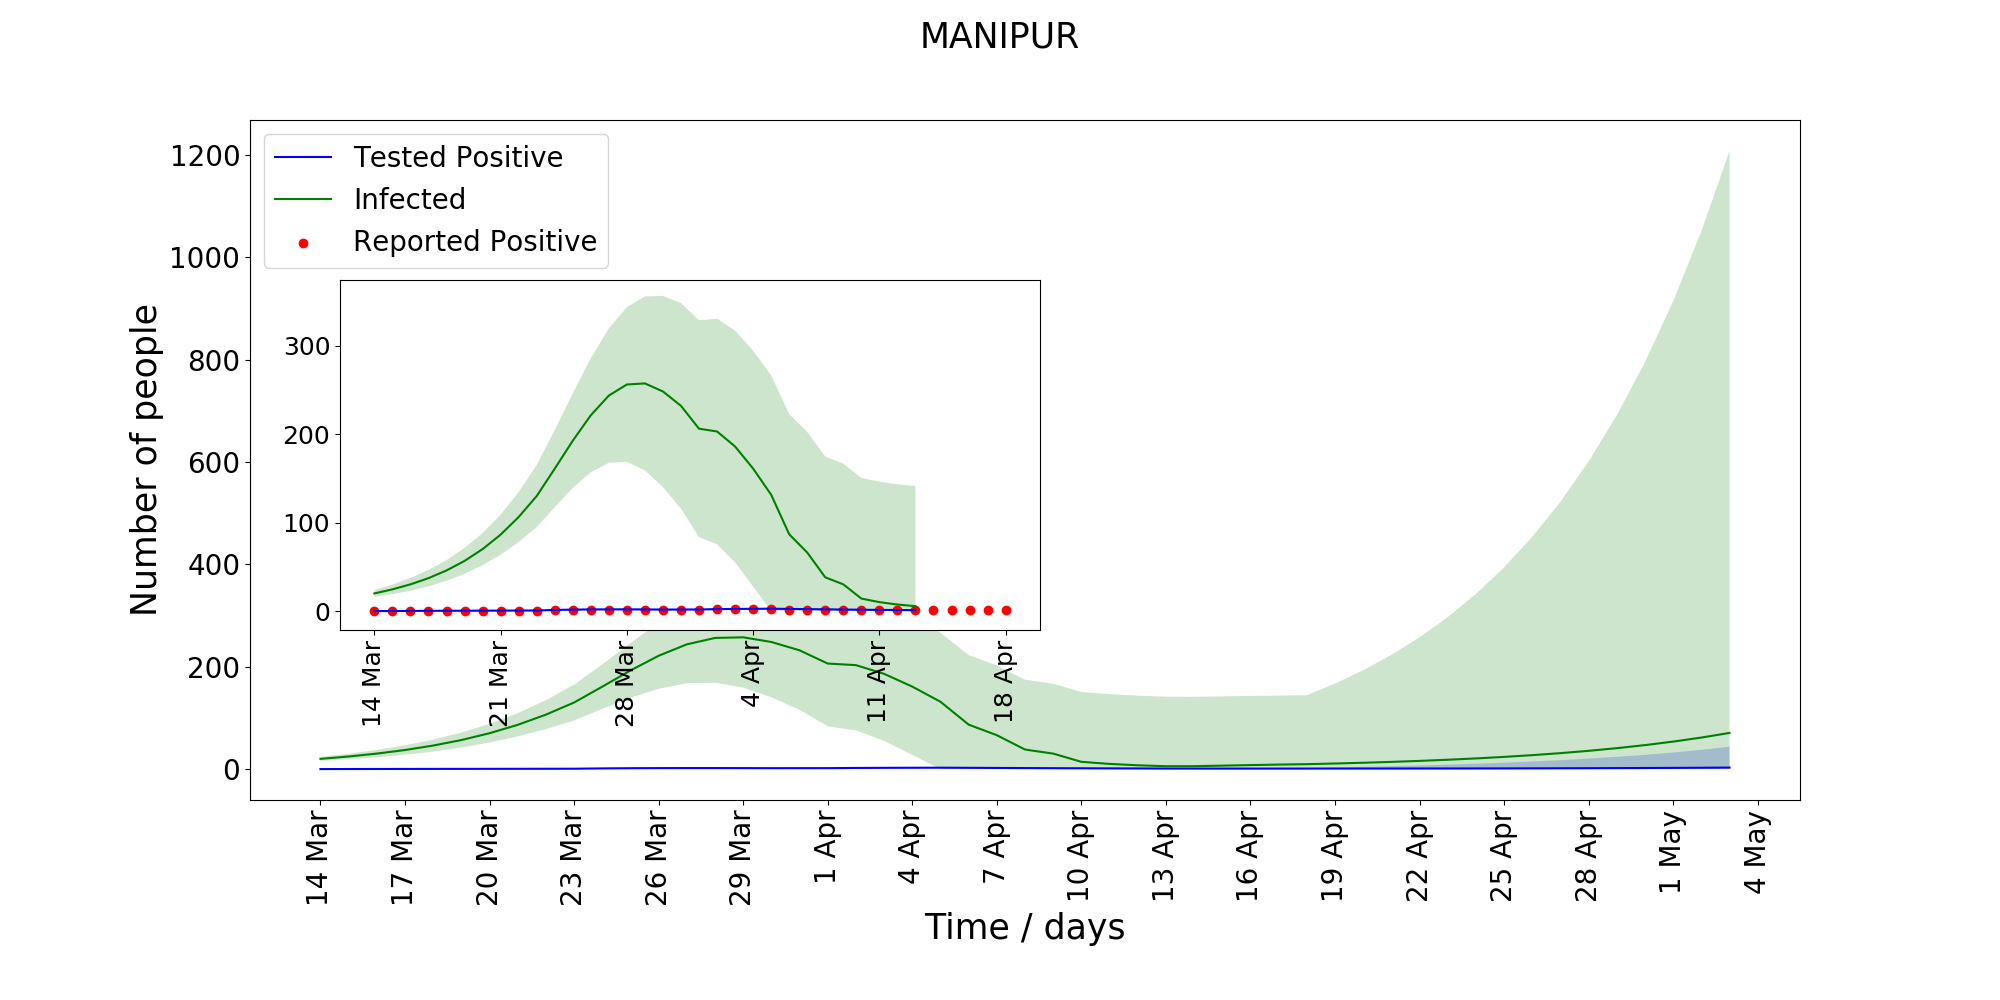 MANIPUR
Tested Positive
Infected
Reported Positive
Number of people
1200
1000
800
600
400
200
0
300
200
100
0
14 Mar
21 Mar
28 Mar
4 Apr
11 Apr
18 Apr
14 Mar
17 Mar
20 Mar
23 Mar
26 Mar
29 Mar
1 Apr
4 Apr
7 Apr
10 Apr
13 Apr
16 Apr
19 Apr
22 Apr
25 Apr
28 Apr
1 May
4 May
Time / days